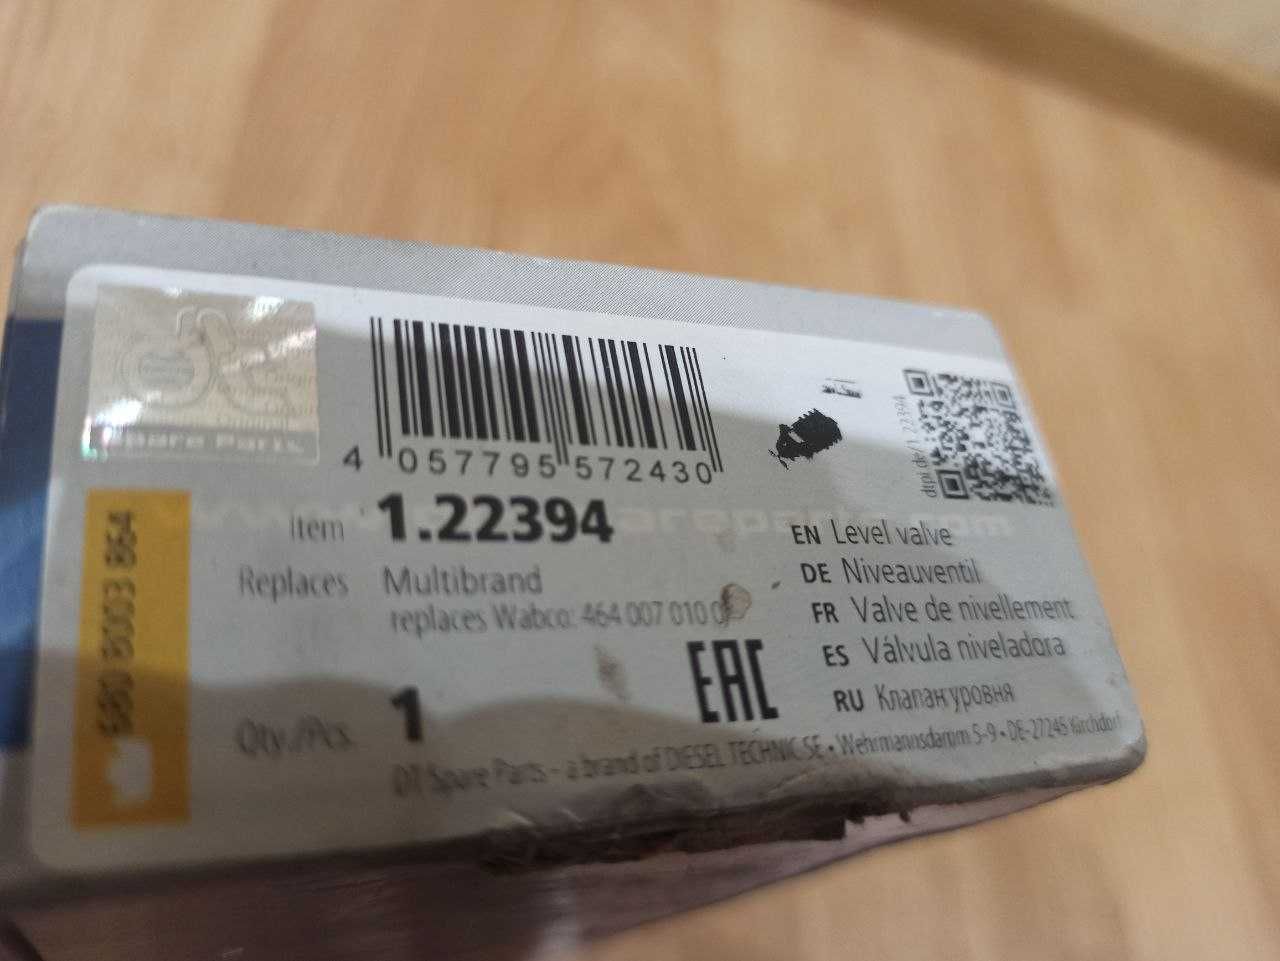 Spare Parts
4 057795 572430
dtpi.de/1.22394
item 1.22394
Replaces Multibrand
replaces Wabco: 464 007 010 0
Qty./Pcs. 1
EAC
EN Level valve
DE Niveauventil
FR Valve de nivellement
ES Válvula niveladora
RU Клапан уровня
DT Spare Parts – a brand of DIESEL TECHNIC SE • Wehrmannsdamm 5-9 • DE-27245 Kirchdorf